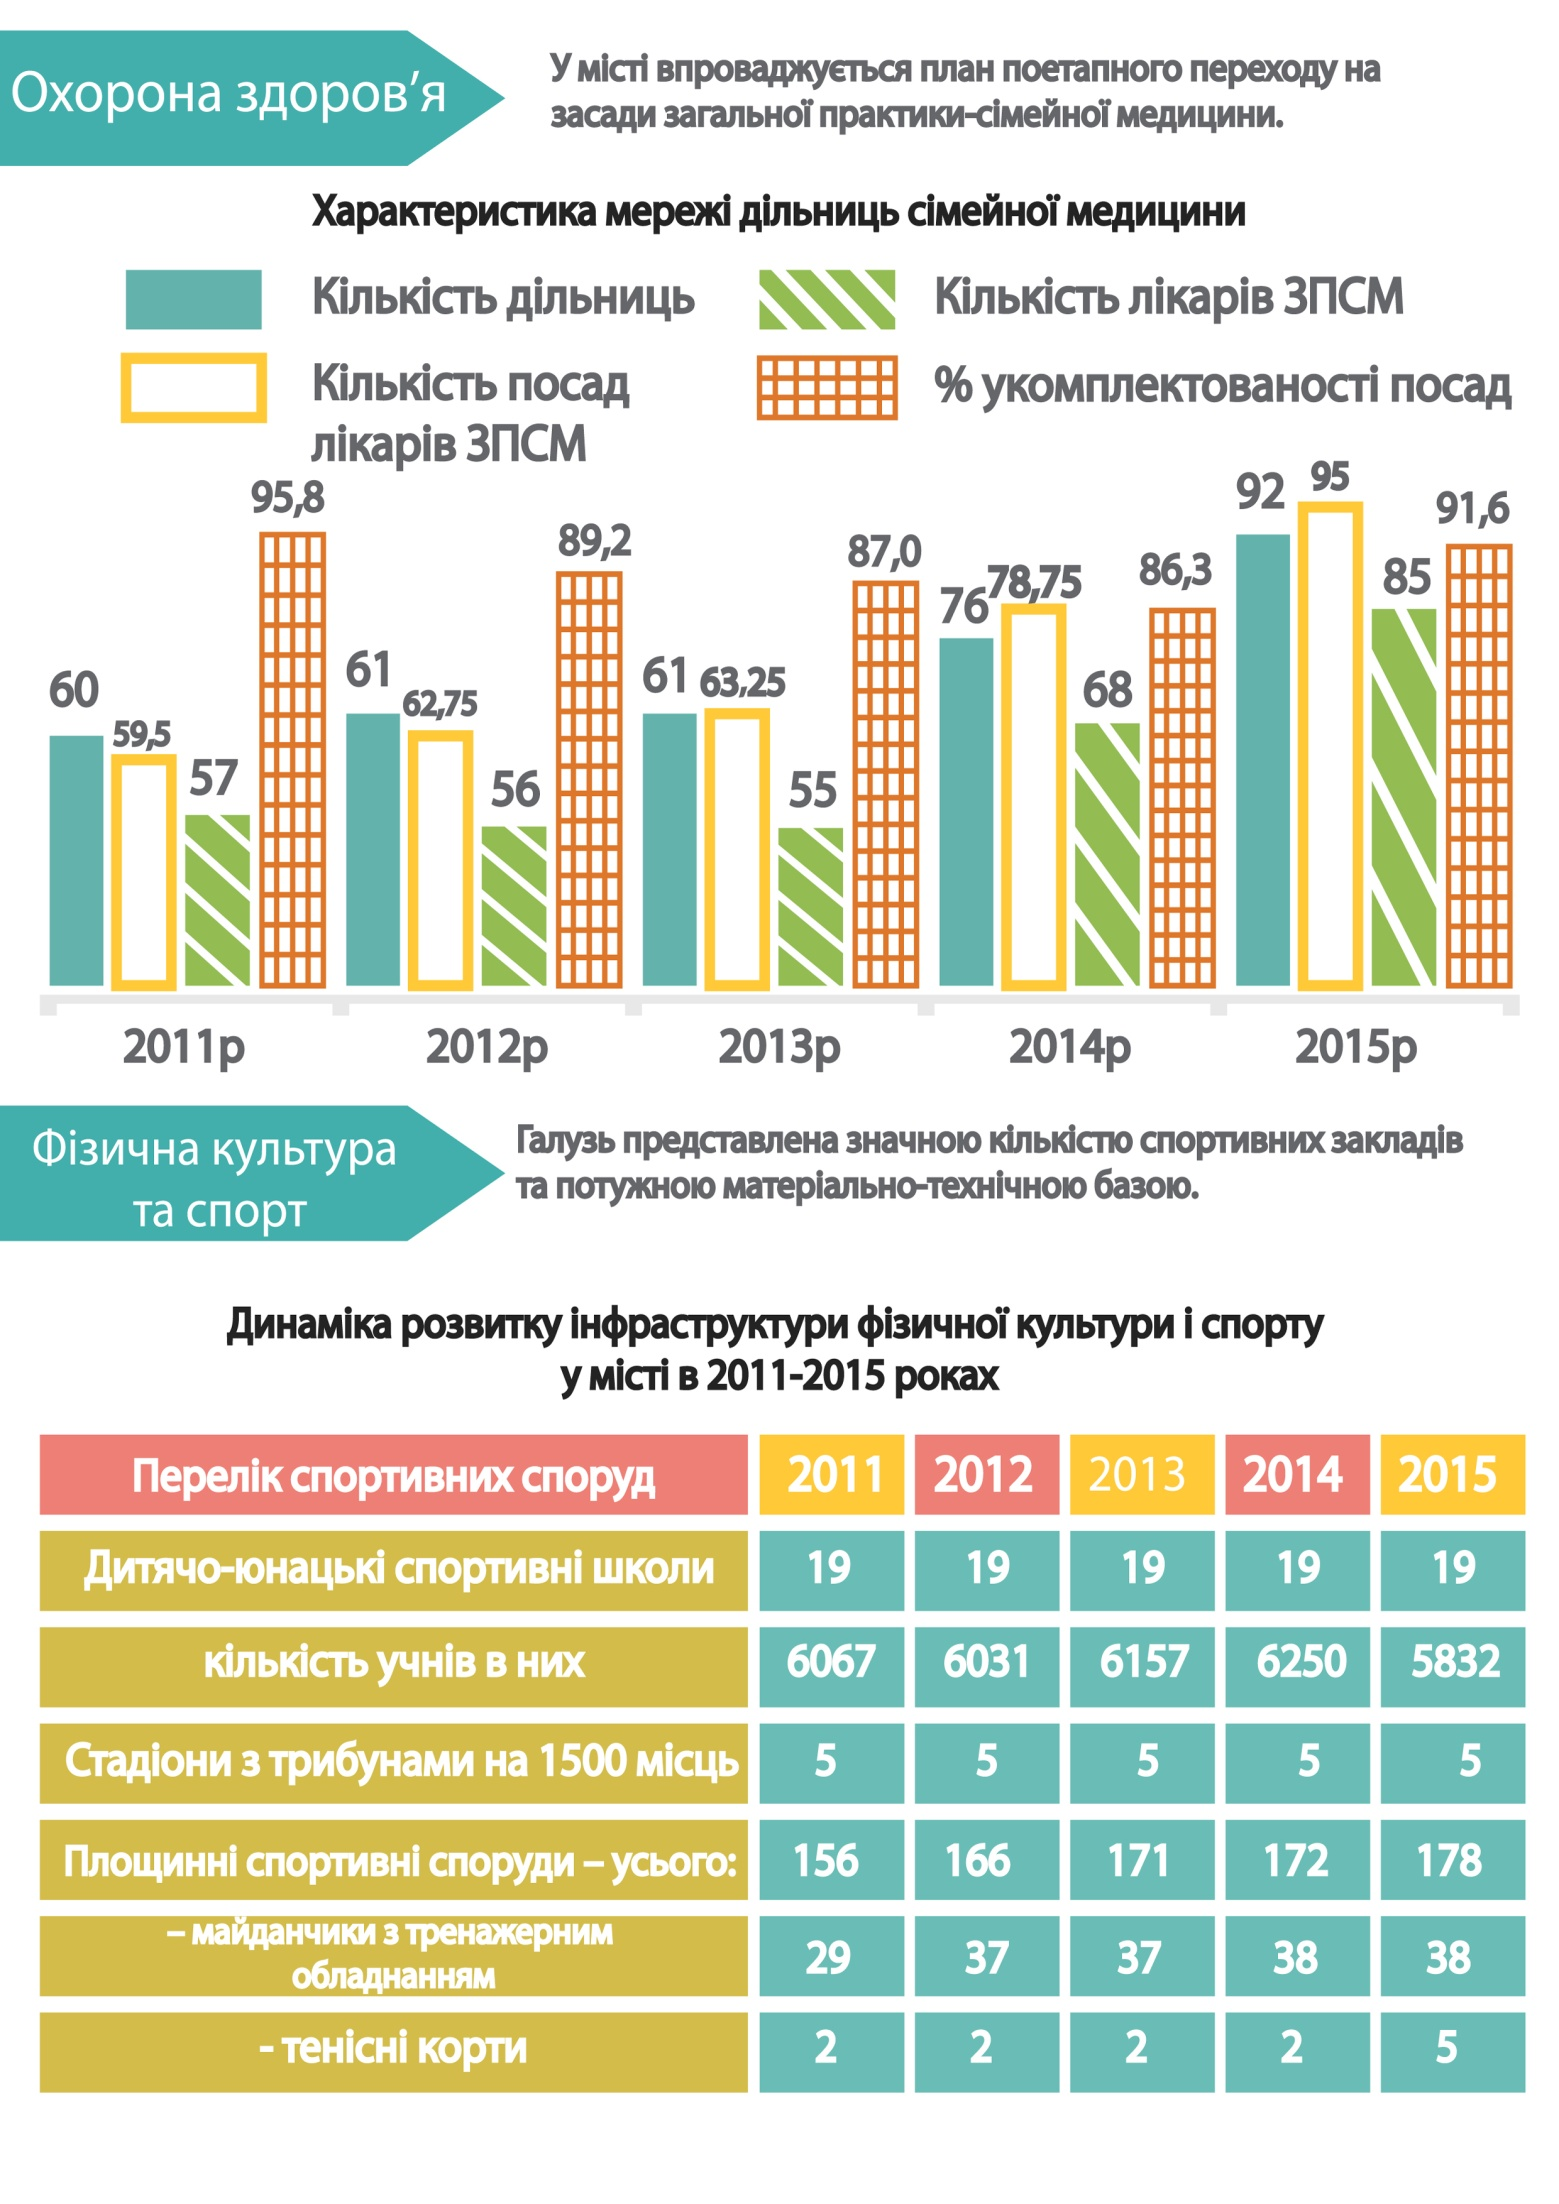 Охорона здоров’я
У місті впроваджується план поетапного переходу на
засади загальної практики-сімейної медицини.
Характеристика мережі дільниць сімейної медицини
Кількість дільниць
Кількість лікарів ЗПСМ
Кількість посад
лікарів ЗПСМ
% укомплектованості посад
60 59,5 57 95,8
61 62,75 56 89,2
61 63,25 55 87,0
76 78,75 68 86,3
92 95 85 91,6
2011р 2012р 2013р 2014р 2015р
Фізична культура
та спорт
Галузь представлена значною кількістю спортивних закладів
та потужною матеріально-технічною базою.
Динаміка розвитку інфраструктури фізичної культури і спорту
у місті в 2011-2015 роках
Перелік спортивних споруд 2011 2012 2013 2014 2015
Дитячо-юнацькі спортивні школи 19 19 19 19 19
кількість учнів в них 6067 6031 6157 6250 5832
Стадіони з трибунами на 1500 місць 5 5 5 5 5
Площинні спортивні споруди – усього: 156 166 171 172 178
– майданчики з тренажерним
обладнанням 29 37 37 38 38
- тенісні корти 2 2 2 2 5